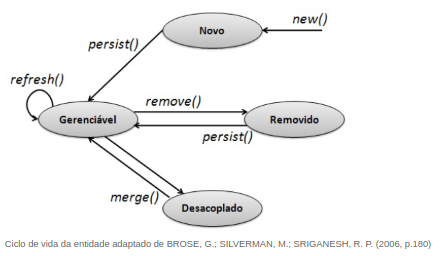 new()
Novo
persist()
refresh()
remove()
Gerenciável
Removido
persist()
merge()
Desacoplado
Ciclo de vida da entidade adaptado de BROSE, G.; SILVERMAN, M.; SRIGANESH, R. P. (2006, p.180)